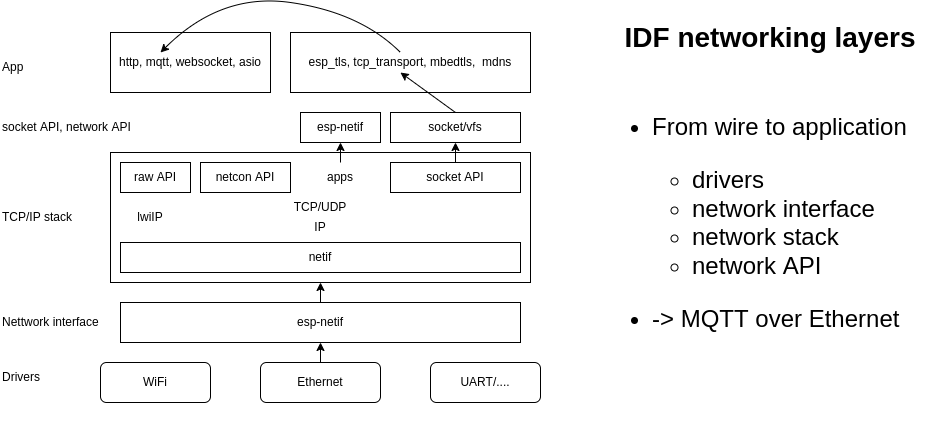 IDF networking layers
App
http, mqtt, websocket, asio
esp_tls, tcp_transport, mbedtls, mdns
socket API, network API
esp-netif
socket/vfs
TCP/IP stack
raw API
netcon API
apps
socket API
lwiIP
TCP/UDP
IP
netif
Nettwork interface
esp-netif
Drivers
WiFi
Ethernet
UART/....
• From wire to application
○ drivers
○ network interface
○ network stack
○ network API
• -> MQTT over Ethernet